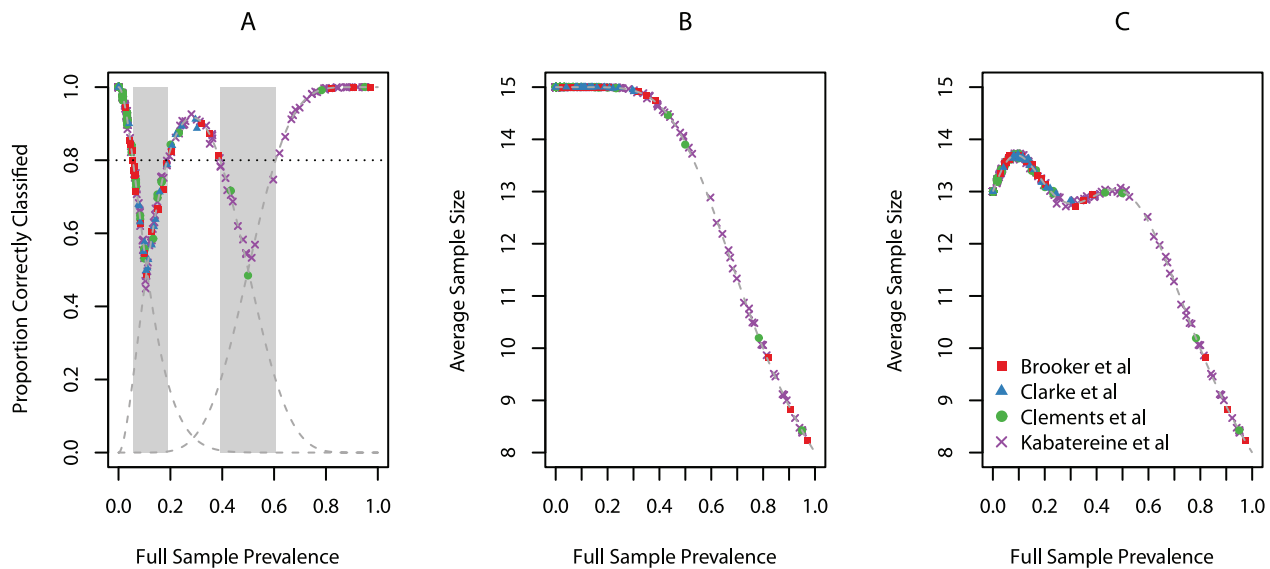 A
B
C
Proportion Correctly Classified
1.0
0.8
0.6
0.4
0.2
0.0
0.0 0.2 0.4 0.6 0.8 1.0
Full Sample Prevalence
Average Sample Size
15
14
13
12
11
10
9
8
0.0 0.2 0.4 0.6 0.8 1.0
Full Sample Prevalence
Average Sample Size
15
14
13
12
11
10
9
8
Brooker et al
Clarke et al
Clements et al
Kabatereine et al
0.0 0.2 0.4 0.6 0.8 1.0
Full Sample Prevalence